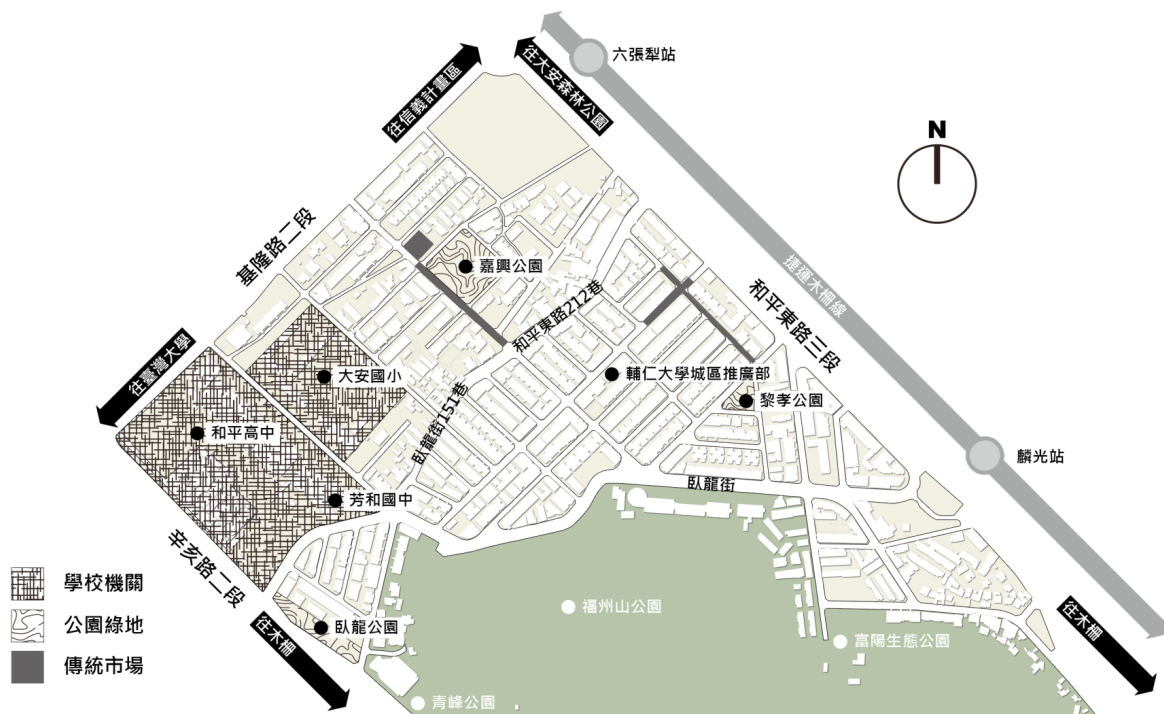 六張犁站
往大安森林公園
往信義計畫區
N
基隆路二段
嘉興公園
捷運木柵線
和平東路212巷
和平東路三段
往臺灣大學
大安國小
輔仁大學城區推廣部
黎孝公園
臥龍街151巷
和平高中
麟光站
芳和國中
臥龍街
辛亥路二段
學校機關
公園綠地
傳統市場
福州山公園
往木柵
臥龍公園
富陽生態公園
往木柵
青峰公園